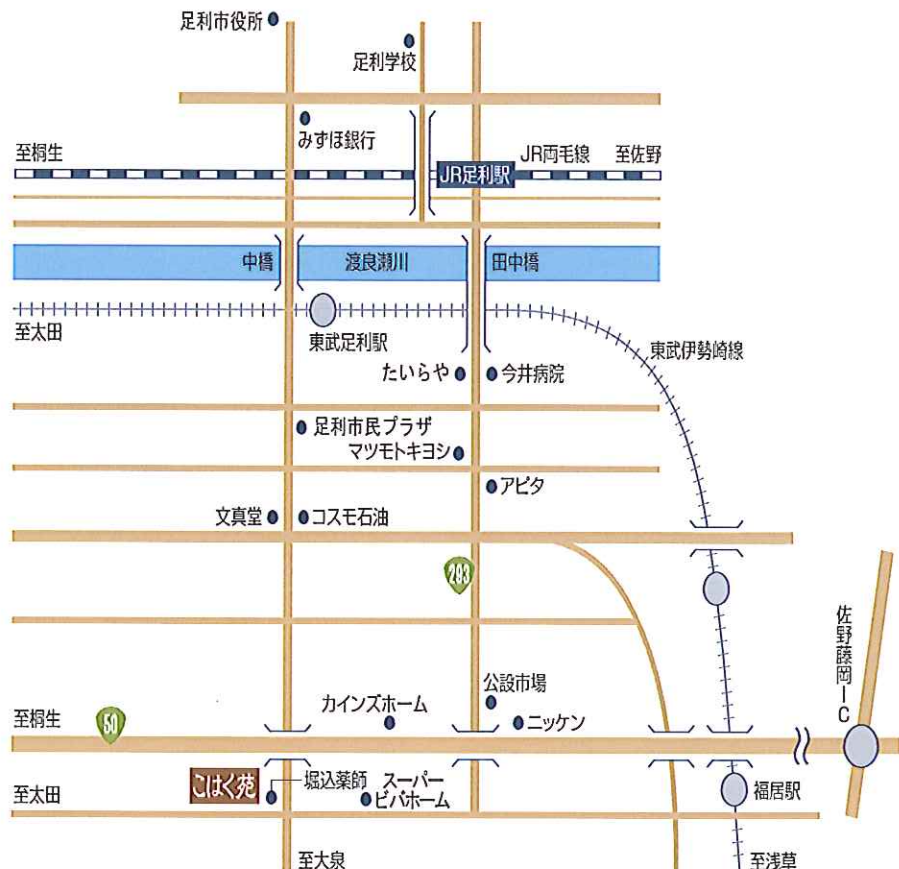 足利市役所
足利学校
みずほ銀行
至桐生
JR両毛線
至佐野
JR足利駅
中橋
渡良瀬川
田中橋
至太田
東武足利駅
東武伊勢崎線
たいらや
今井病院
足利市民プラザ
マツモトキヨシ
アピタ
文真堂
コスモ石油
293
佐野藤岡IC
公設市場
カインズホーム
ニッケン
至桐生
50
こはく苑
堀込薬師
スーパー
ビバホーム
至太田
福居駅
至大泉
至浅草